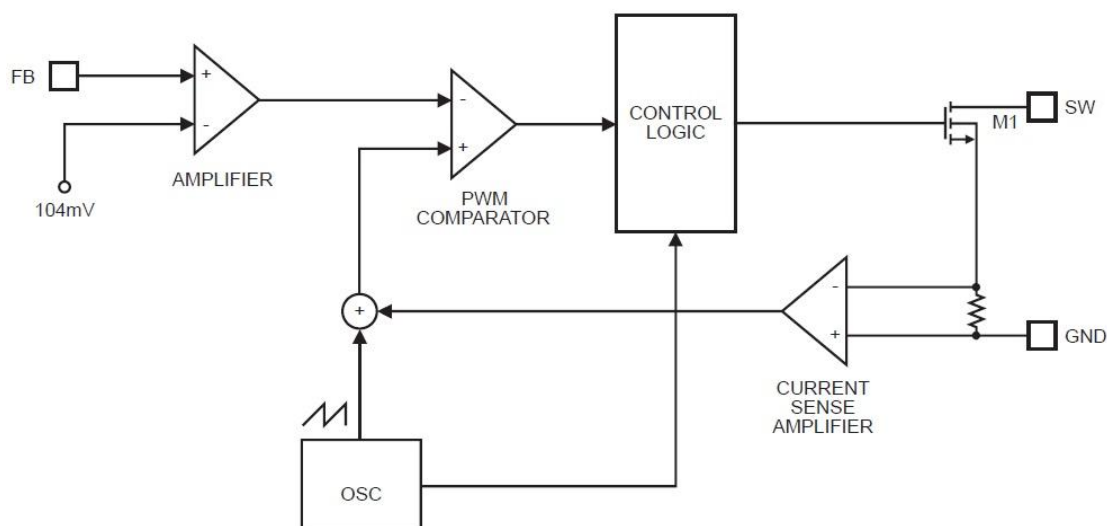 FB
+
-
104mV
AMPLIFIER
-
+
PWM
COMPARATOR
CONTROL
LOGIC
M1
SW
+
-
+
GND
CURRENT
SENSE
AMPLIFIER
OSC